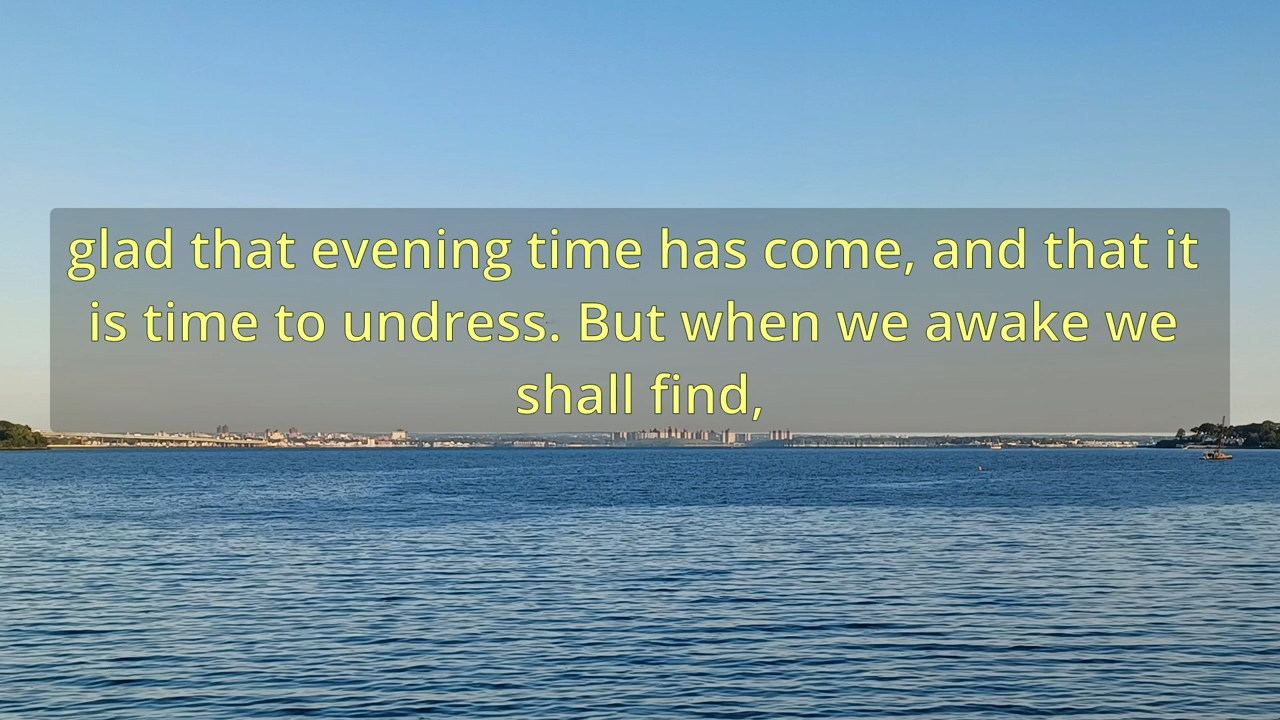 glad that evening time has come, and that it
is time to undress. But when we awake we
shall find,